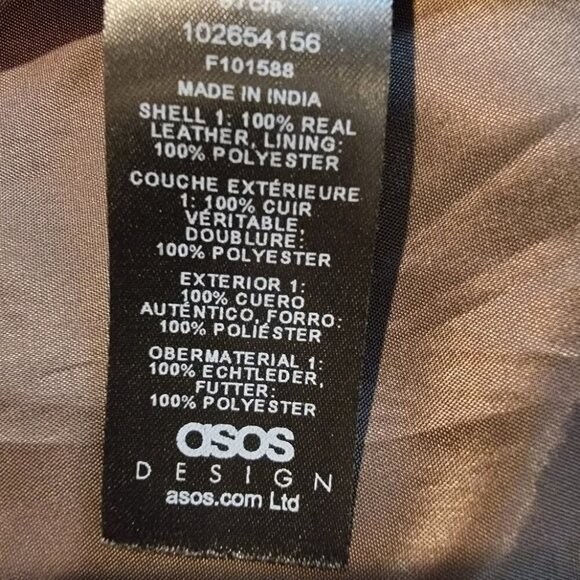 cm
102654156
F101588
MADE IN INDIA
SHELL 1: 100% REAL
LEATHER, LINING:
100% POLYESTER
COUCHE EXTÉRIEURE
1: 100% CUIR
VÉRITABLE,
DOUBLURE:
100% POLYESTER
EXTERIOR 1:
100% CUERO
AUTÉNTICO, FORRO:
100% POLIÉSTER
OBERMATERIAL 1:
100% ECHTLEDER,
FUTTER:
100% POLYESTER
asos
DESIGN
asos.com Ltd